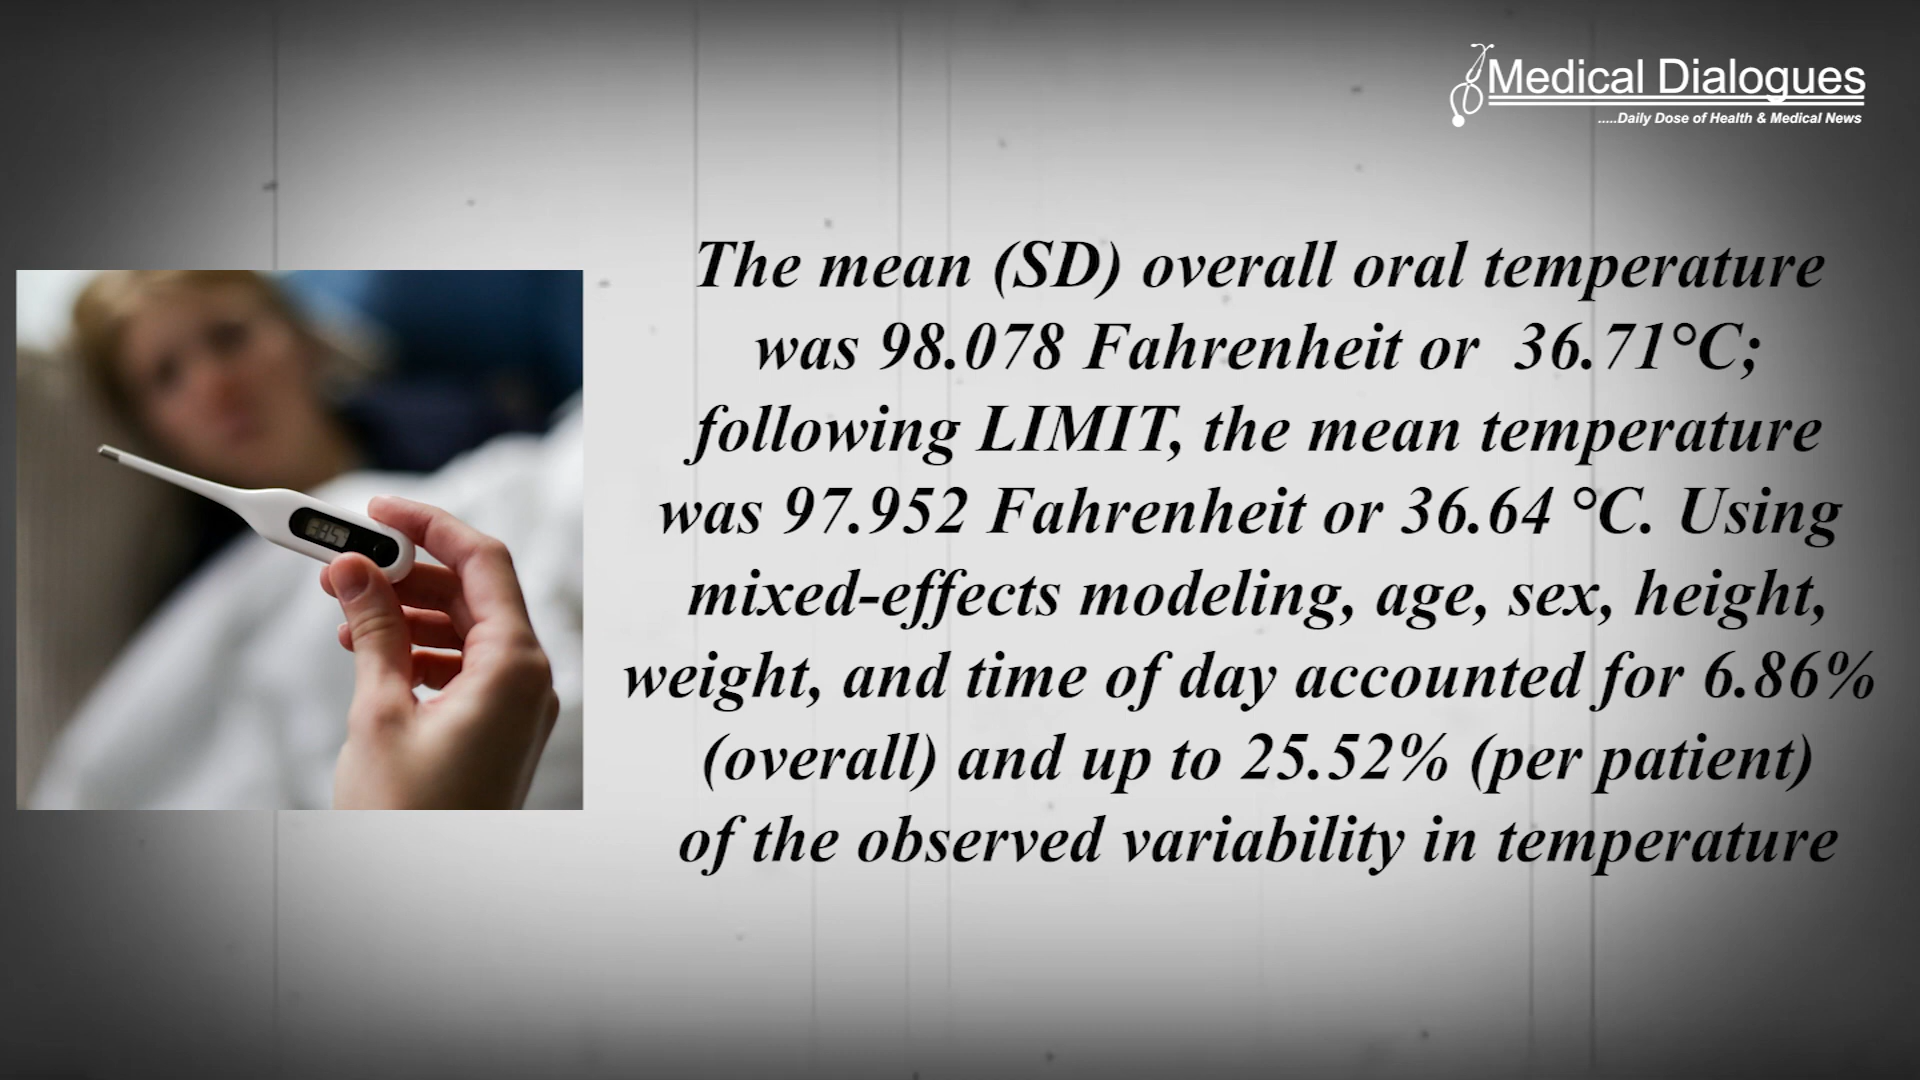 Medical Dialogues
.....Daily Dose of Health & Medical News
The mean (SD) overall oral temperature
was 98.078 Fahrenheit or 36.71°C;
following LIMIT, the mean temperature
was 97.952 Fahrenheit or 36.64 °C. Using
mixed-effects modeling, age, sex, height,
weight, and time of day accounted for 6.86%
(overall) and up to 25.52% (per patient)
of the observed variability in temperature